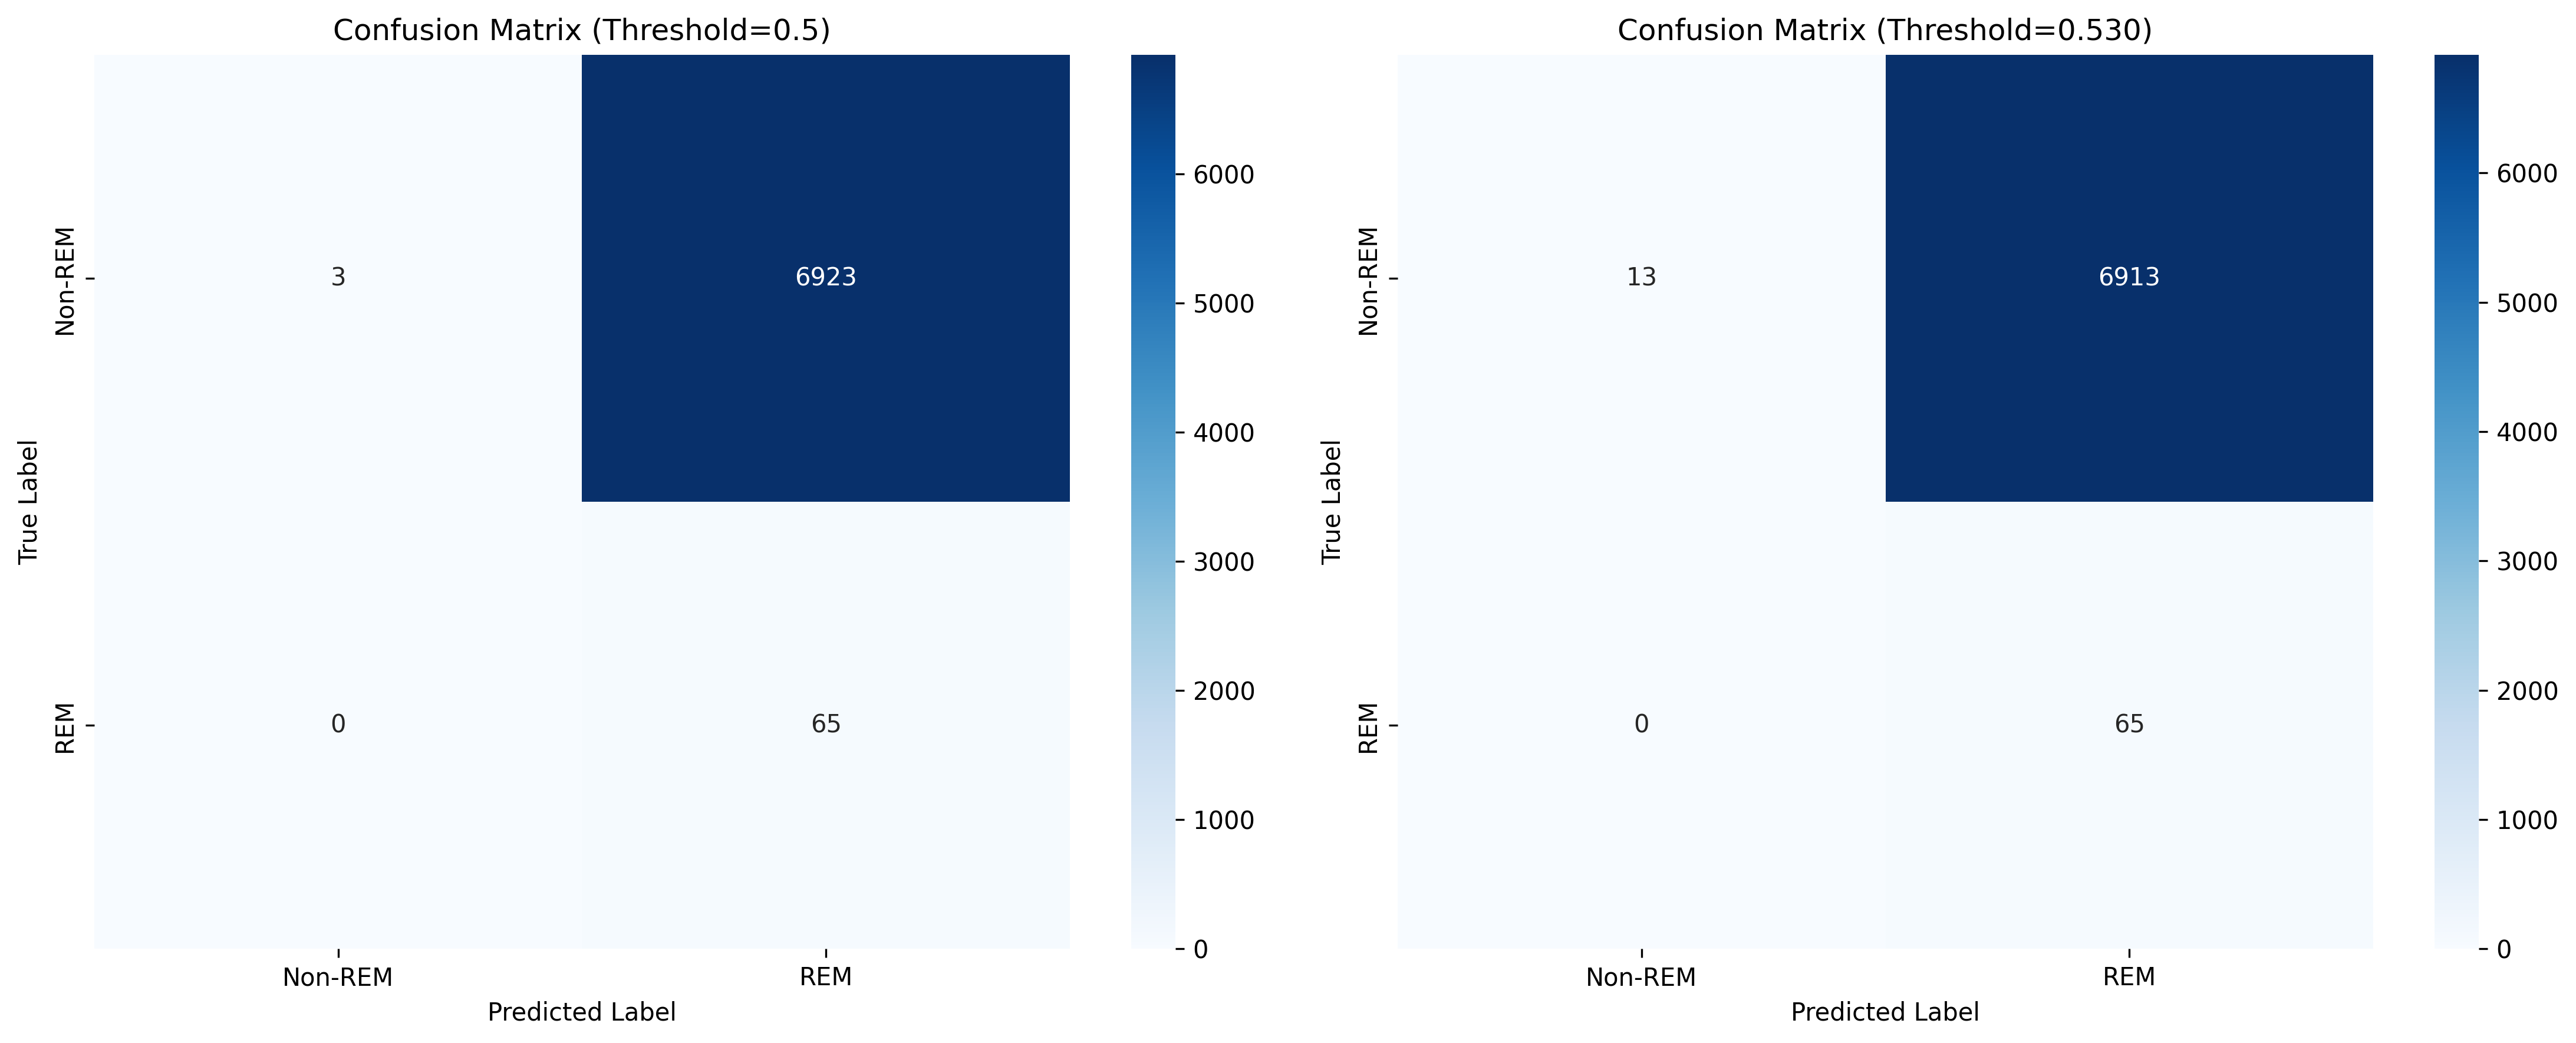 Confusion Matrix (Threshold=0.5)
Non-REM
REM
True Label
3
6923
0
65
Non-REM
REM
Predicted Label
6000
5000
4000
3000
2000
1000
0
Confusion Matrix (Threshold=0.530)
Non-REM
REM
True Label
13
6913
0
65
Non-REM
REM
Predicted Label
6000
5000
4000
3000
2000
1000
0